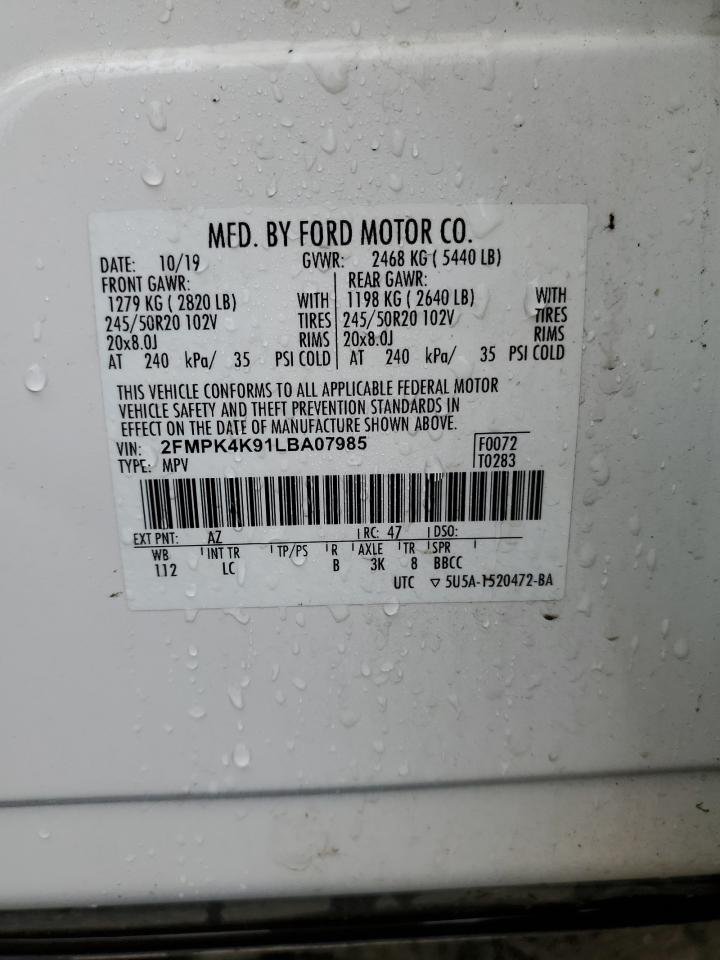 MFD. BY FORD MOTOR CO.
DATE: 10/19 GVWR: 2468 KG ( 5440 LB)
FRONT GAWR: REAR GAWR:
1279 KG ( 2820 LB) WITH 1198 KG ( 2640 LB) WITH
245/50R20 102V TIRES 245/50R20 102V TIRES
20x8.0J RIMS 20x8.0J RIMS
AT 240 kPa/ 35 PSI COLD AT 240 kPa/ 35 PSI COLD
THIS VEHICLE CONFORMS TO ALL APPLICABLE FEDERAL MOTOR
VEHICLE SAFETY AND THEFT PREVENTION STANDARDS IN
EFFECT ON THE DATE OF MANUFACTURE SHOWN ABOVE.
VIN: 2FMPK4K91LBA07985 F0072
TYPE: MPV T0283
EXT PNT: AZ RC: 47 DSO:
WB INT TR TP/PS R AXLE TR SPR
112 LC B 3K 8 BBCC
UTC ▽ 5U5A-1520472-BA